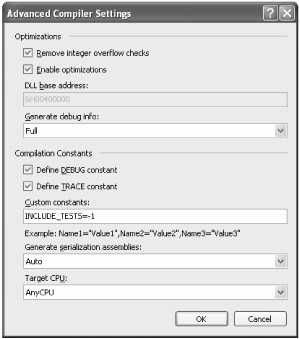 Advanced Compiler Settings
Optimizations
Remove integer overflow checks
Enable optimizations
DLL base address:
&H00400000
Generate debug info:
Full
Compilation Constants
Define DEBUG constant
Define TRACE constant
Custom constants:
INCLUDE_TESTS=-1
Example: Name1="Value1",Name2="Value2",Name3="Value3"
Generate serialization assemblies:
Auto
Target CPU:
AnyCPU
OK
Cancel